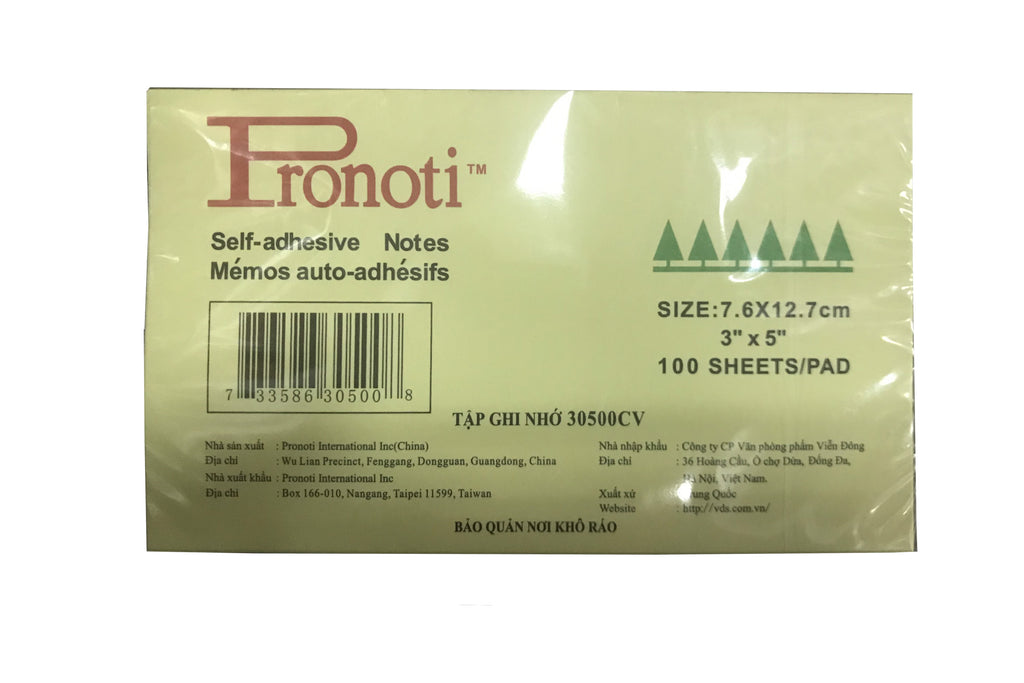 Pronoti™
Self-adhesive Notes
Mémos auto-adhésifs
7 33586 30500 8
SIZE:7.6X12.7cm
3" x 5"
100 SHEETS/PAD
TẬP GHI NHỚ 30500CV
Nhà sản xuất : Pronoti International Inc(China)
Địa chỉ : Wu Lian Precinct, Fenggang, Dongguan, Guangdong, China
Nhà xuất khẩu : Pronoti International Inc
Địa chỉ : Box 166-010, Nangang, Taipei 11599, Taiwan
Nhà nhập khẩu : Công ty CP Văn phòng phẩm Viễn Đông
Địa chỉ : 36 Hoàng Cầu, Ô chợ Dừa, Đống Đa,
Hà Nội, Việt Nam.
Xuất xứ : Trung Quốc
Website : http://vds.com.vn/
BẢO QUẢN NƠI KHÔ RÁO